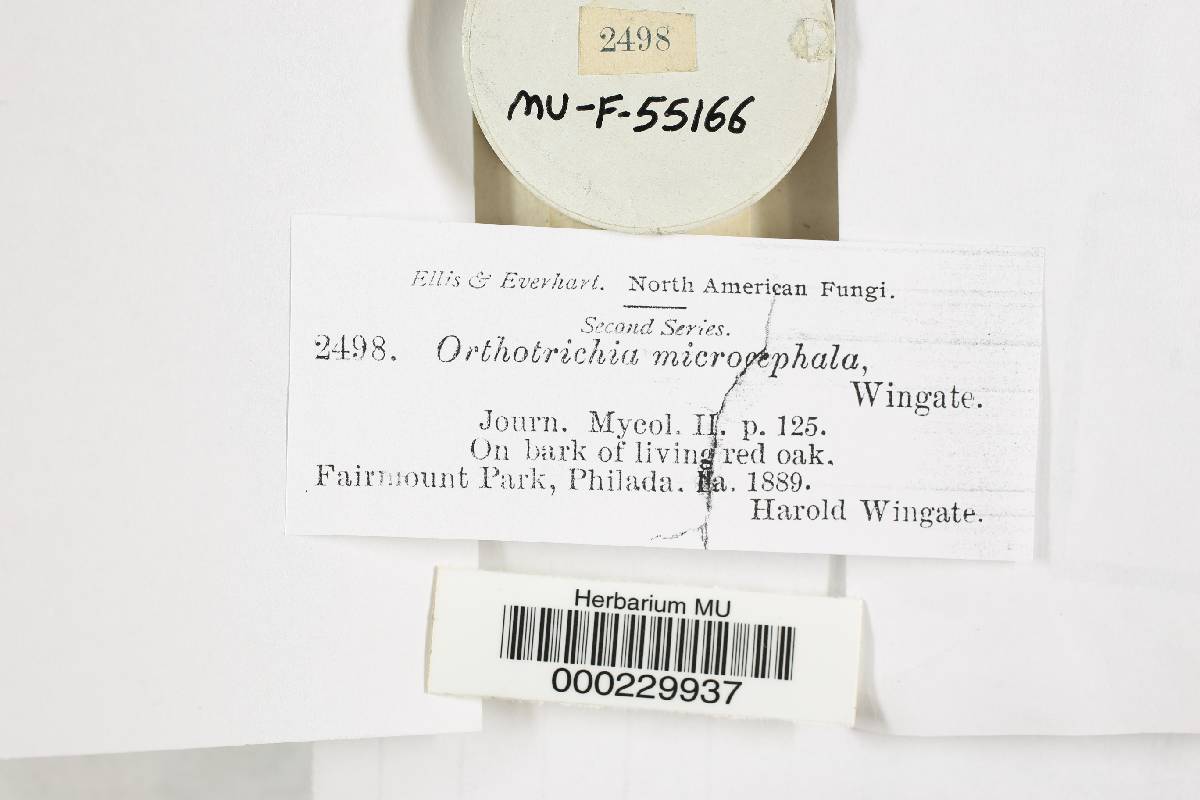 2498
MU-F-55166
Ellis & Everhart. North American Fungi.
Second Series.
2498. Orthotrichia microcephala,
Wingate.
Journ. Mycol. II. p. 125.
On bark of living red oak.
Fairmount Park, Philada. Pa. 1889.
Harold Wingate.
Herbarium MU
000229937